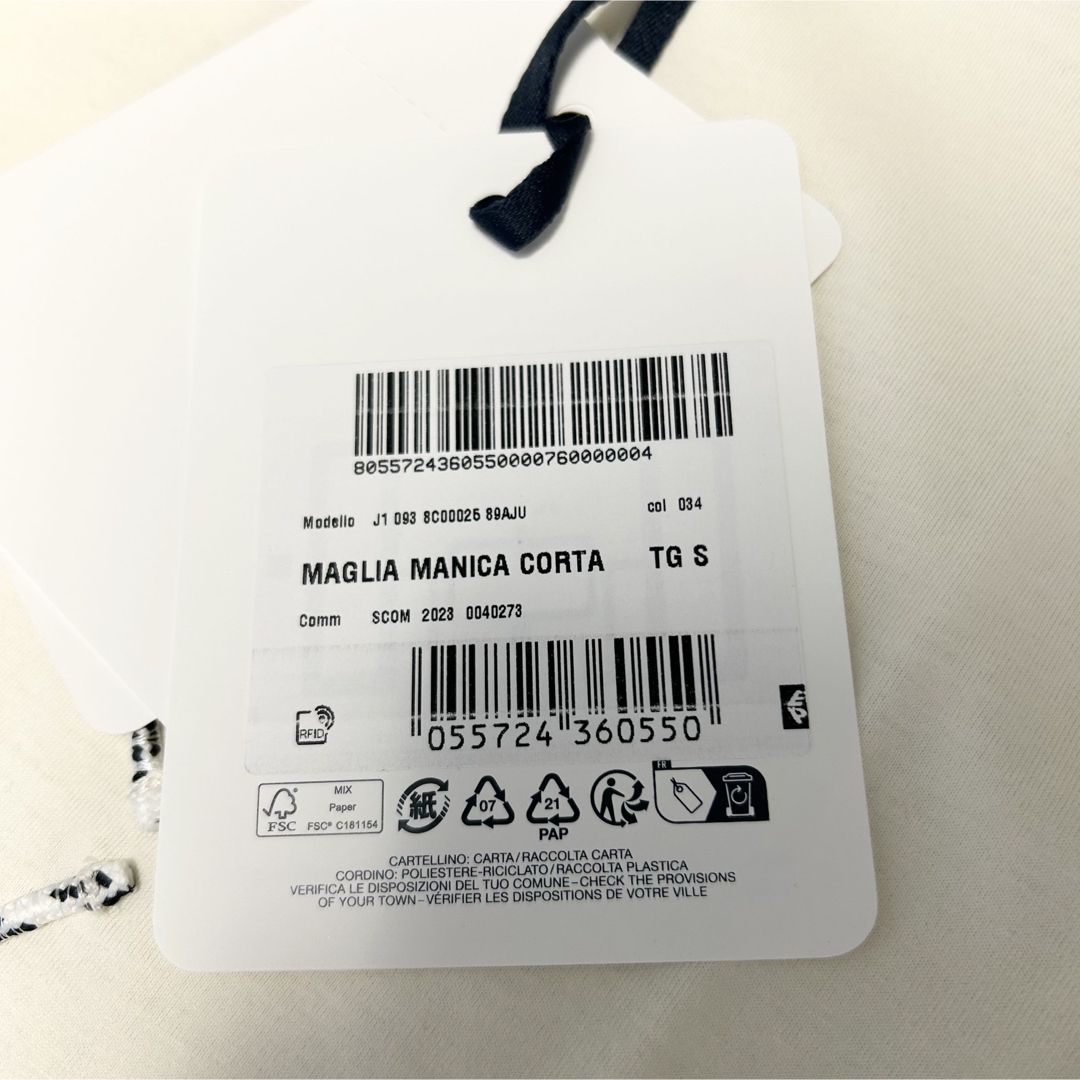 8055724360550000760000004
Modello J1 093 8C00025 89AJU col 034
MAGLIA MANICA CORTA TG S
Comm SCOM 2023 0040273
055724 360550
RFID
FR
MIX
Paper
FSC FSC® C181154
紙
07
21
PAP
CARTELLINO: CARTA/RACCOLTA CARTA
CORDINO: POLIESTERE-RICICLATO/RACCOLTA PLASTICA
VERIFICA LE DISPOSIZIONI DEL TUO COMUNE–CHECK THE PROVISIONS
OF YOUR TOWN–VÉRIFIER LES DISPOSITIONS DE VOTRE VILLE